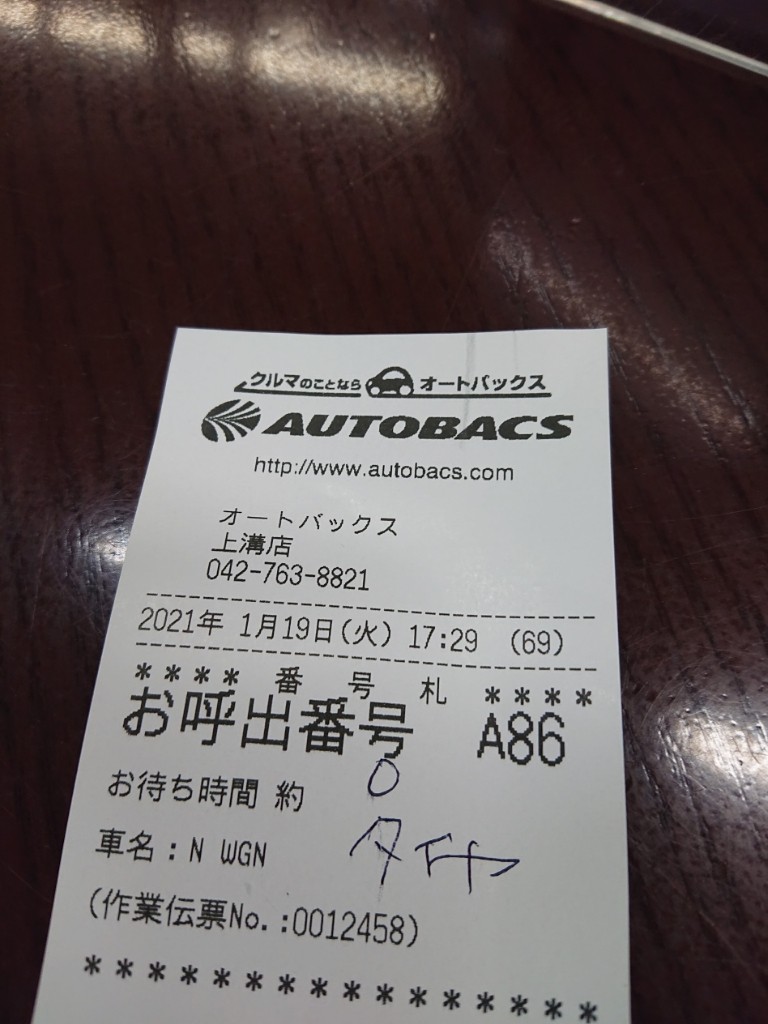 クルマのことなら オートバックス
AUTOBACS
http://www.autobacs.com
オートバックス
上溝店
042-763-8821
2021年 1月19日(火) 17:29 (69)
**** 番 号 札 ****
お呼出番号 A86
お待ち時間 約 0
車名:N WGN タイヤ
(作業伝票No.:0012458)
**************